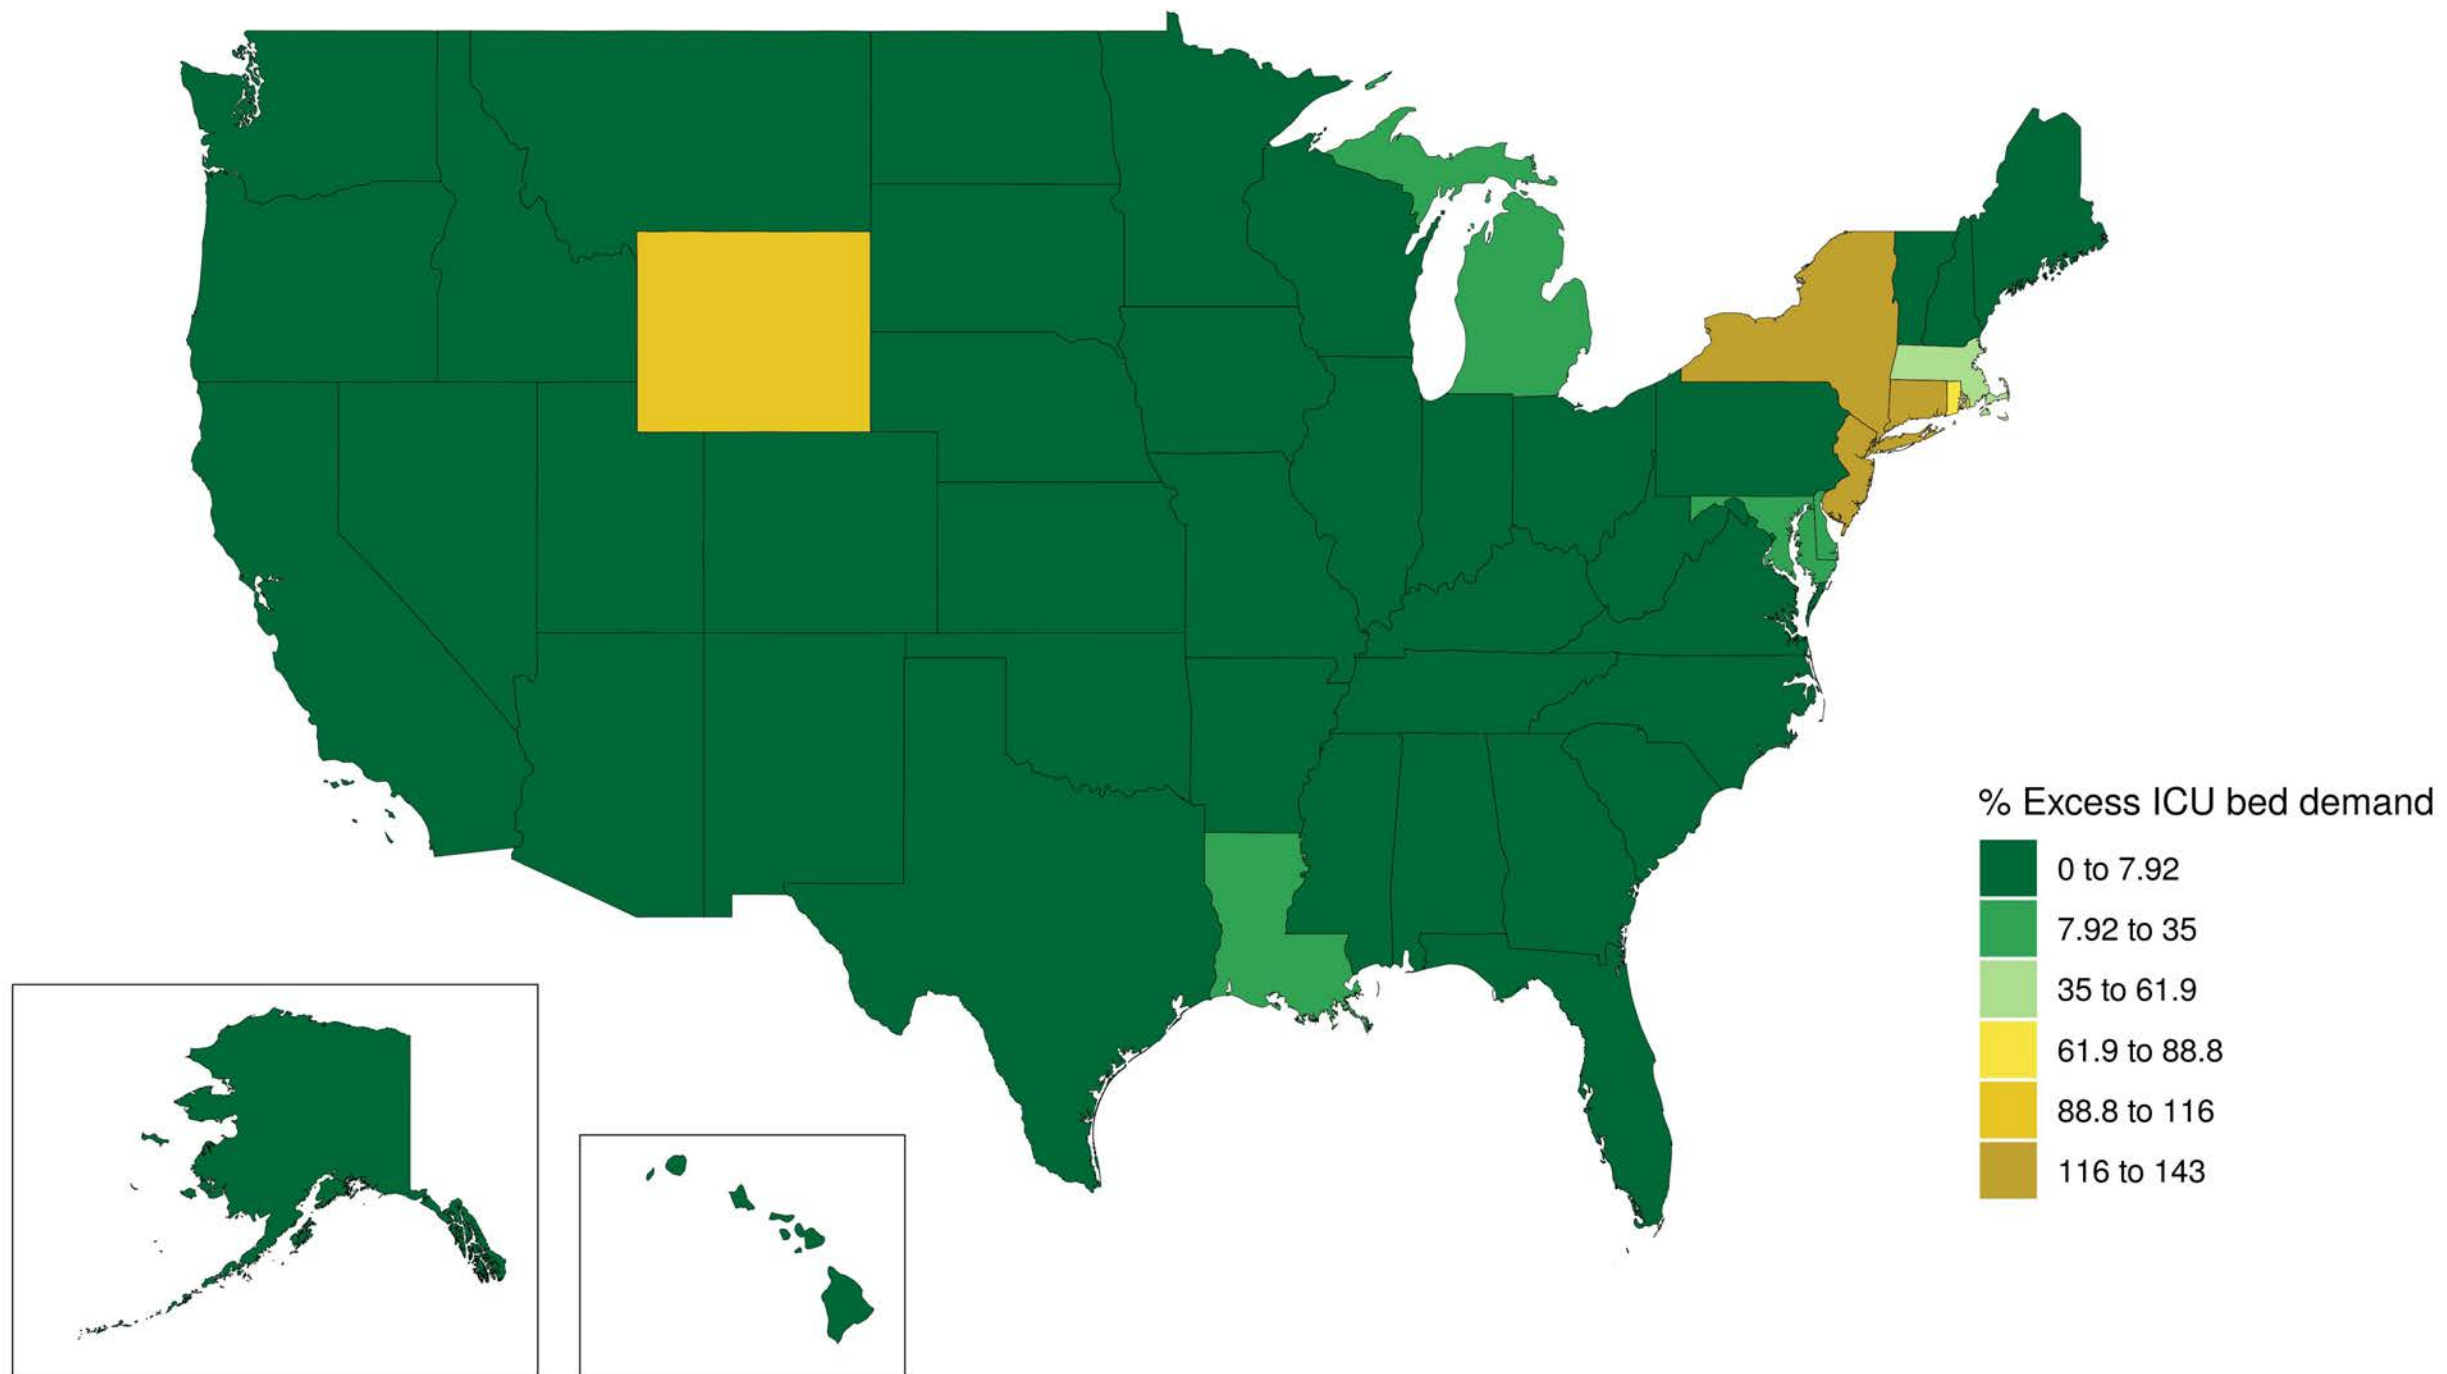 % Excess ICU bed demand
0 to 7.92
7.92 to 35
35 to 61.9
61.9 to 88.8
88.8 to 116
116 to 143